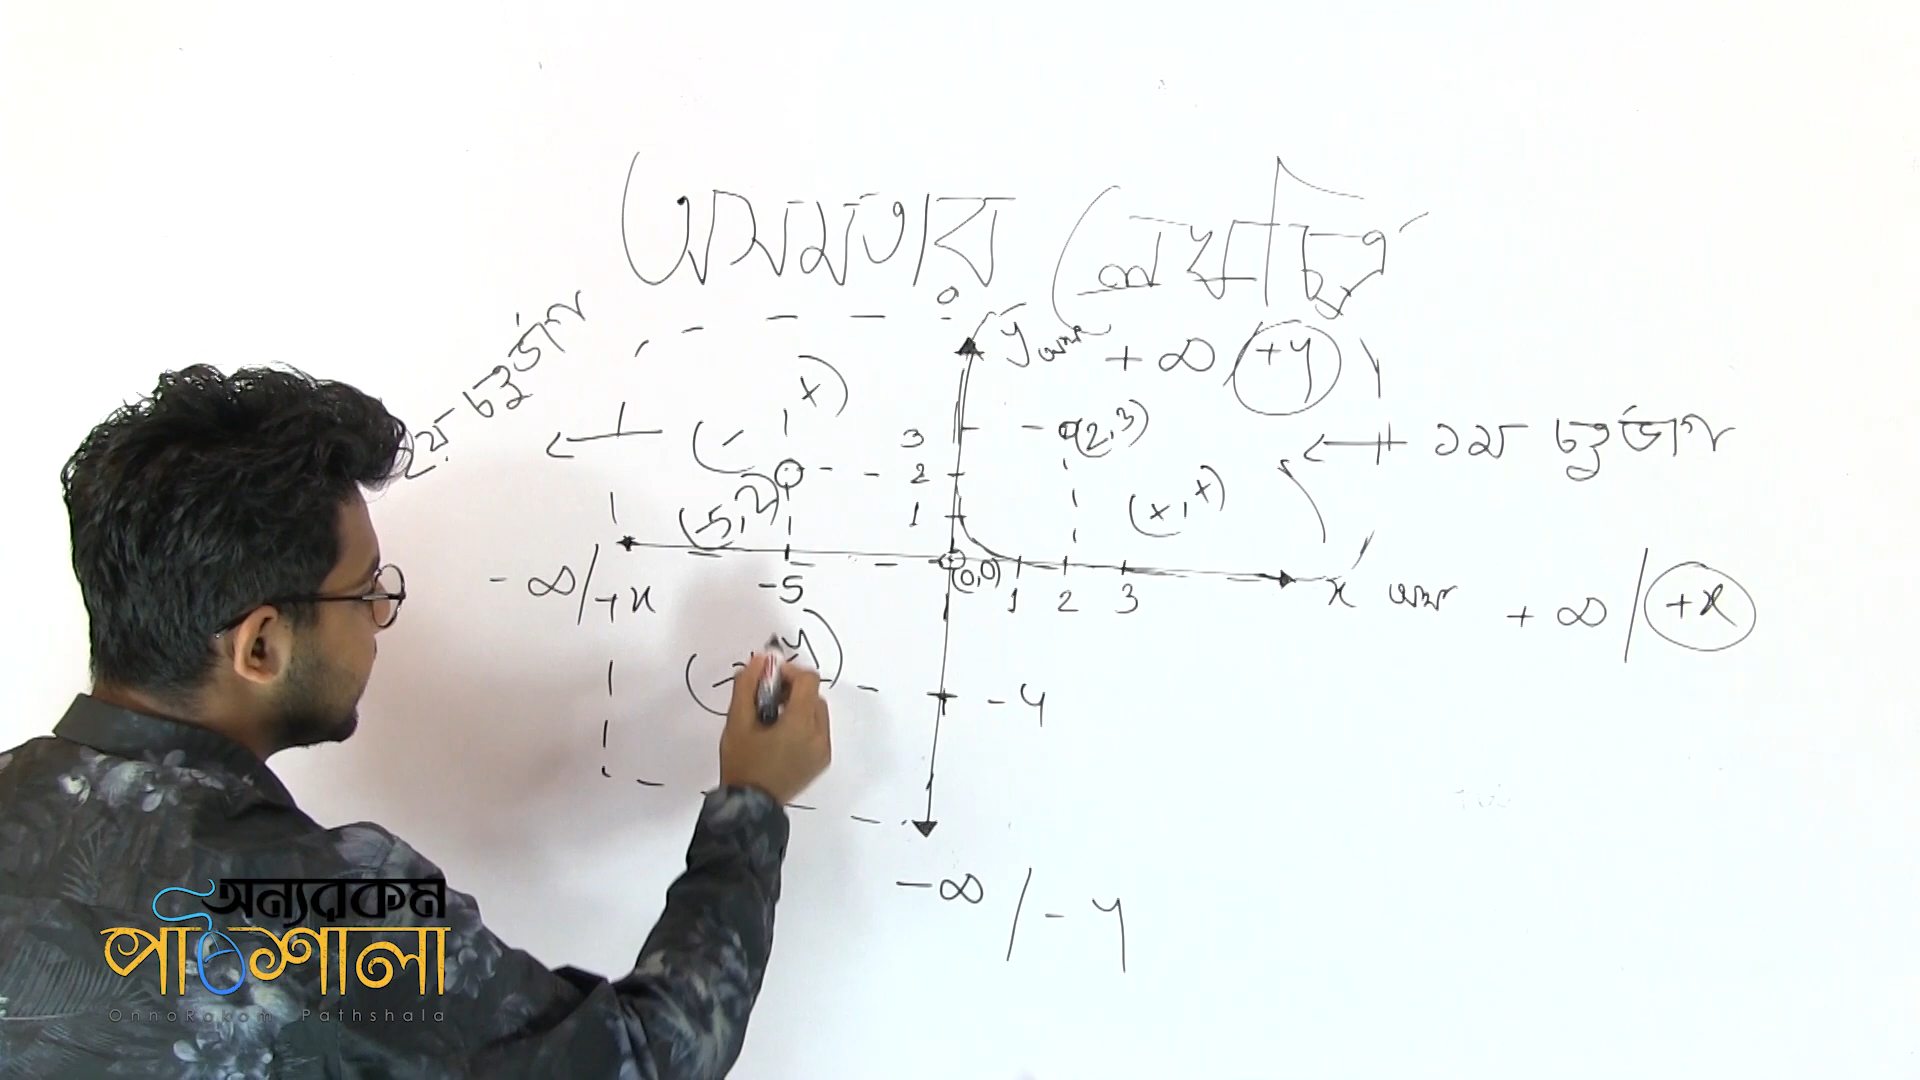 অসমতার লেখচিত্র
y অক্ষ + ∞ / +y
২য় চতুর্ভাগ
(- +)
3 (2,3)
১ম চতুর্ভাগ
2
(-5,2)
1 (+,+)
- ∞ / -x -5 (0,0) 1 2 3 x অক্ষ + ∞ / +x
-4
-∞ / -y
অন্যরকম
পাঠশালা
OnnoRokom Pathshala